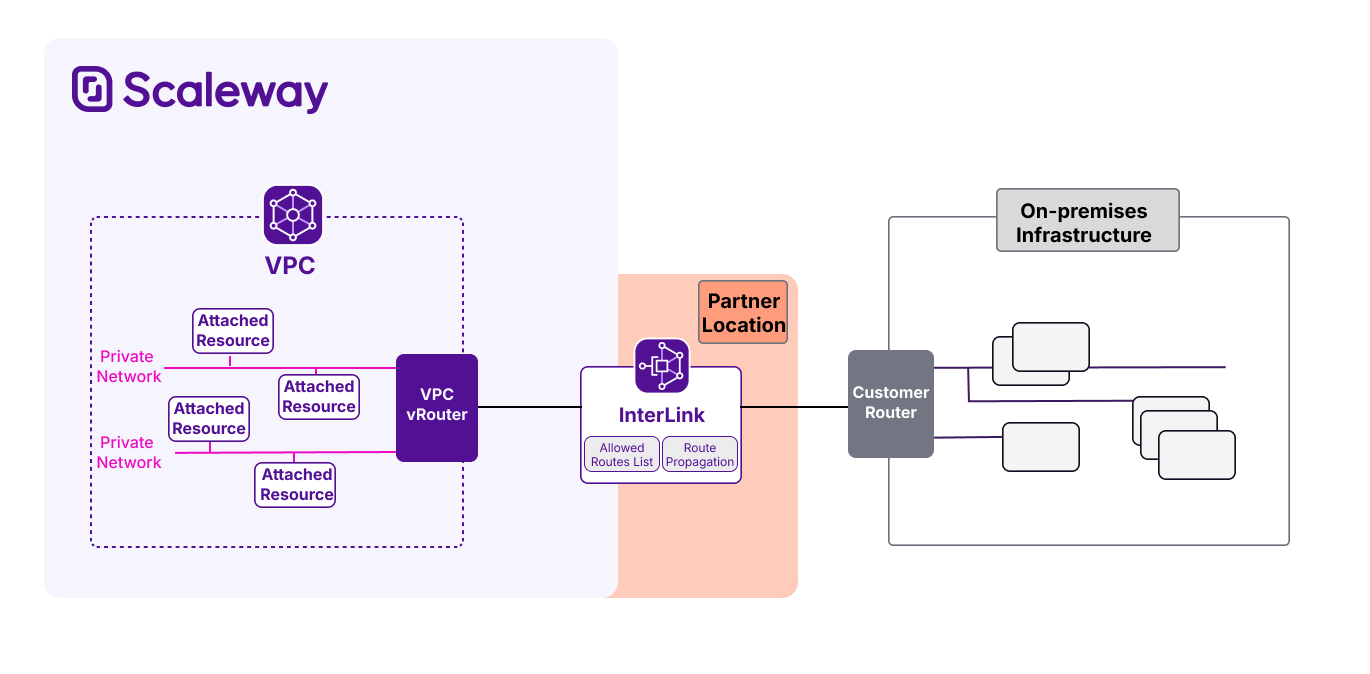 Scaleway
VPC
Attached
Resource
Private
Network
Attached
Resource
Attached
Resource
Private
Network
Attached
Resource
VPC
vRouter
Partner
Location
InterLink
Allowed
Routes List
Route
Propagation
Customer
Router
On-premises
Infrastructure